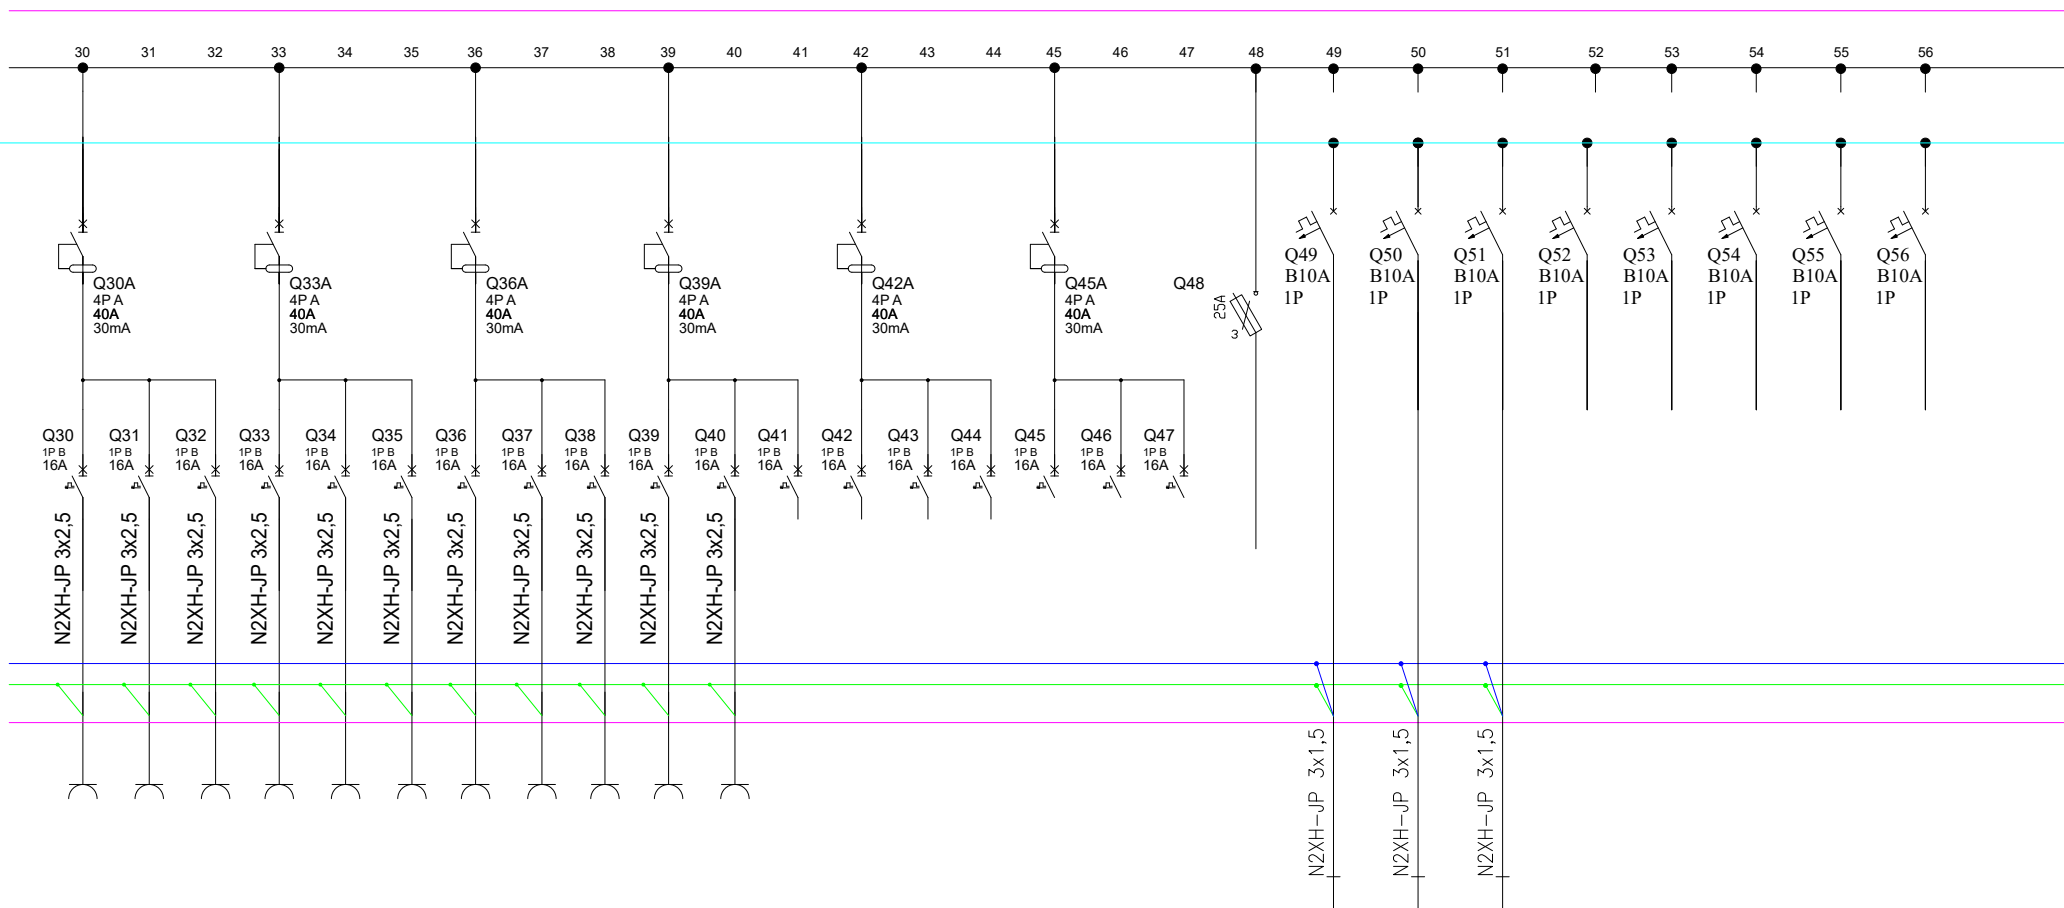 30 31 32 33 34 35 36 37 38 39 40 41 42 43 44 45 46 47 48 49 50 51 52 53 54 55 56
Q30A
4P A
40A
30mA
Q33A
4P A
40A
30mA
Q36A
4P A
40A
30mA
Q39A
4P A
40A
30mA
Q42A
4P A
40A
30mA
Q45A
4P A
40A
30mA
Q48
25A
3
Q49
B10A
1P
Q50
B10A
1P
Q51
B10A
1P
Q52
B10A
1P
Q53
B10A
1P
Q54
B10A
1P
Q55
B10A
1P
Q56
B10A
1P
Q30
1P B
16A
Q31
1P B
16A
Q32
1P B
16A
Q33
1P B
16A
Q34
1P B
16A
Q35
1P B
16A
Q36
1P B
16A
Q37
1P B
16A
Q38
1P B
16A
Q39
1P B
16A
Q40
1P B
16A
Q41
1P B
16A
Q42
1P B
16A
Q43
1P B
16A
Q44
1P B
16A
Q45
1P B
16A
Q46
1P B
16A
Q47
1P B
16A
N2XH-JP 3x2,5
N2XH-JP 3x2,5
N2XH-JP 3x2,5
N2XH-JP 3x2,5
N2XH-JP 3x2,5
N2XH-JP 3x2,5
N2XH-JP 3x2,5
N2XH-JP 3x2,5
N2XH-JP 3x2,5
N2XH-JP 3x2,5
N2XH-JP 3x2,5
N2XH-JP 3x1,5
N2XH-JP 3x1,5
N2XH-JP 3x1,5